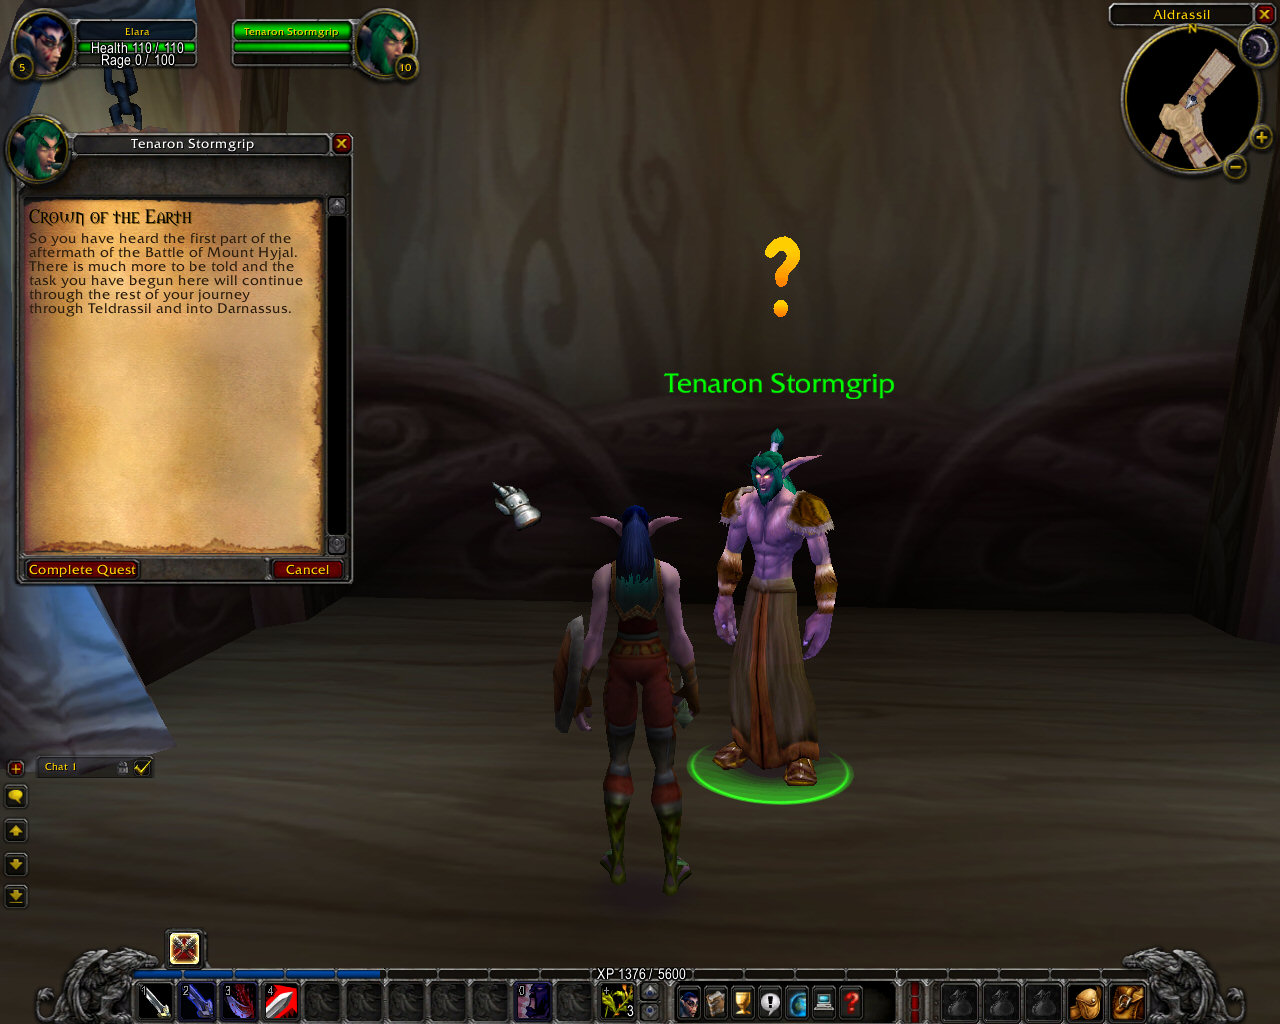 Elara
Health 110 / 110
Rage 0 / 100
5
Tenaron Stormgrip
10
Aldrassil
N
Tenaron Stormgrip
Crown of the Earth
So you have heard the first part of the
aftermath of the Battle of Mount Hyjal.
There is much more to be told and the
task you have begun here will continue
through the rest of your journey
through Teldrassil and into Darnassus.
Complete Quest
Cancel
Tenaron Stormgrip
Chat 1
XP 1376 / 5600
1
2
3
4
0
+
3